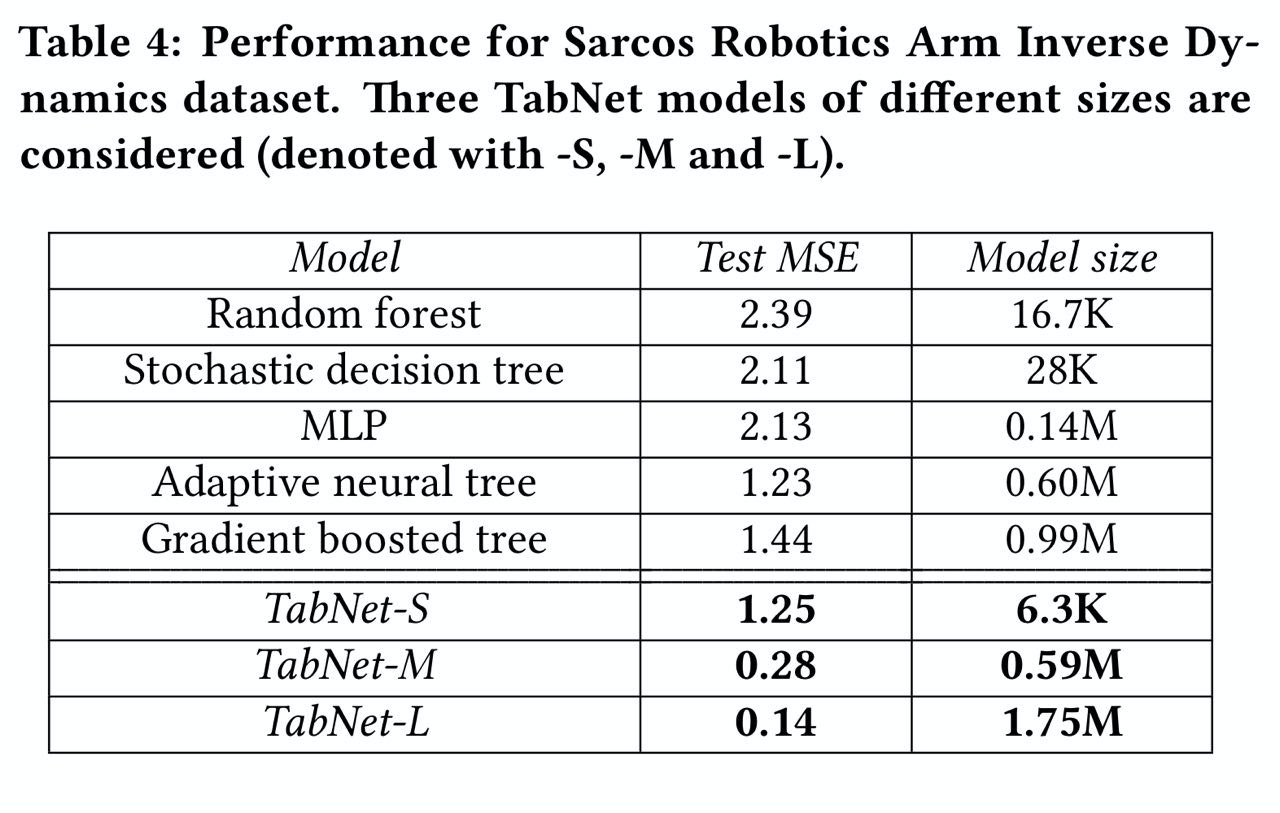 Table 4: Performance for Sarcos Robotics Arm Inverse Dy-
namics dataset. Three TabNet models of different sizes are
considered (denoted with -S, -M and -L).
Model Test MSE Model size
Random forest 2.39 16.7K
Stochastic decision tree 2.11 28K
MLP 2.13 0.14M
Adaptive neural tree 1.23 0.60M
Gradient boosted tree 1.44 0.99M
TabNet-S 1.25 6.3K
TabNet-M 0.28 0.59M
TabNet-L 0.14 1.75M